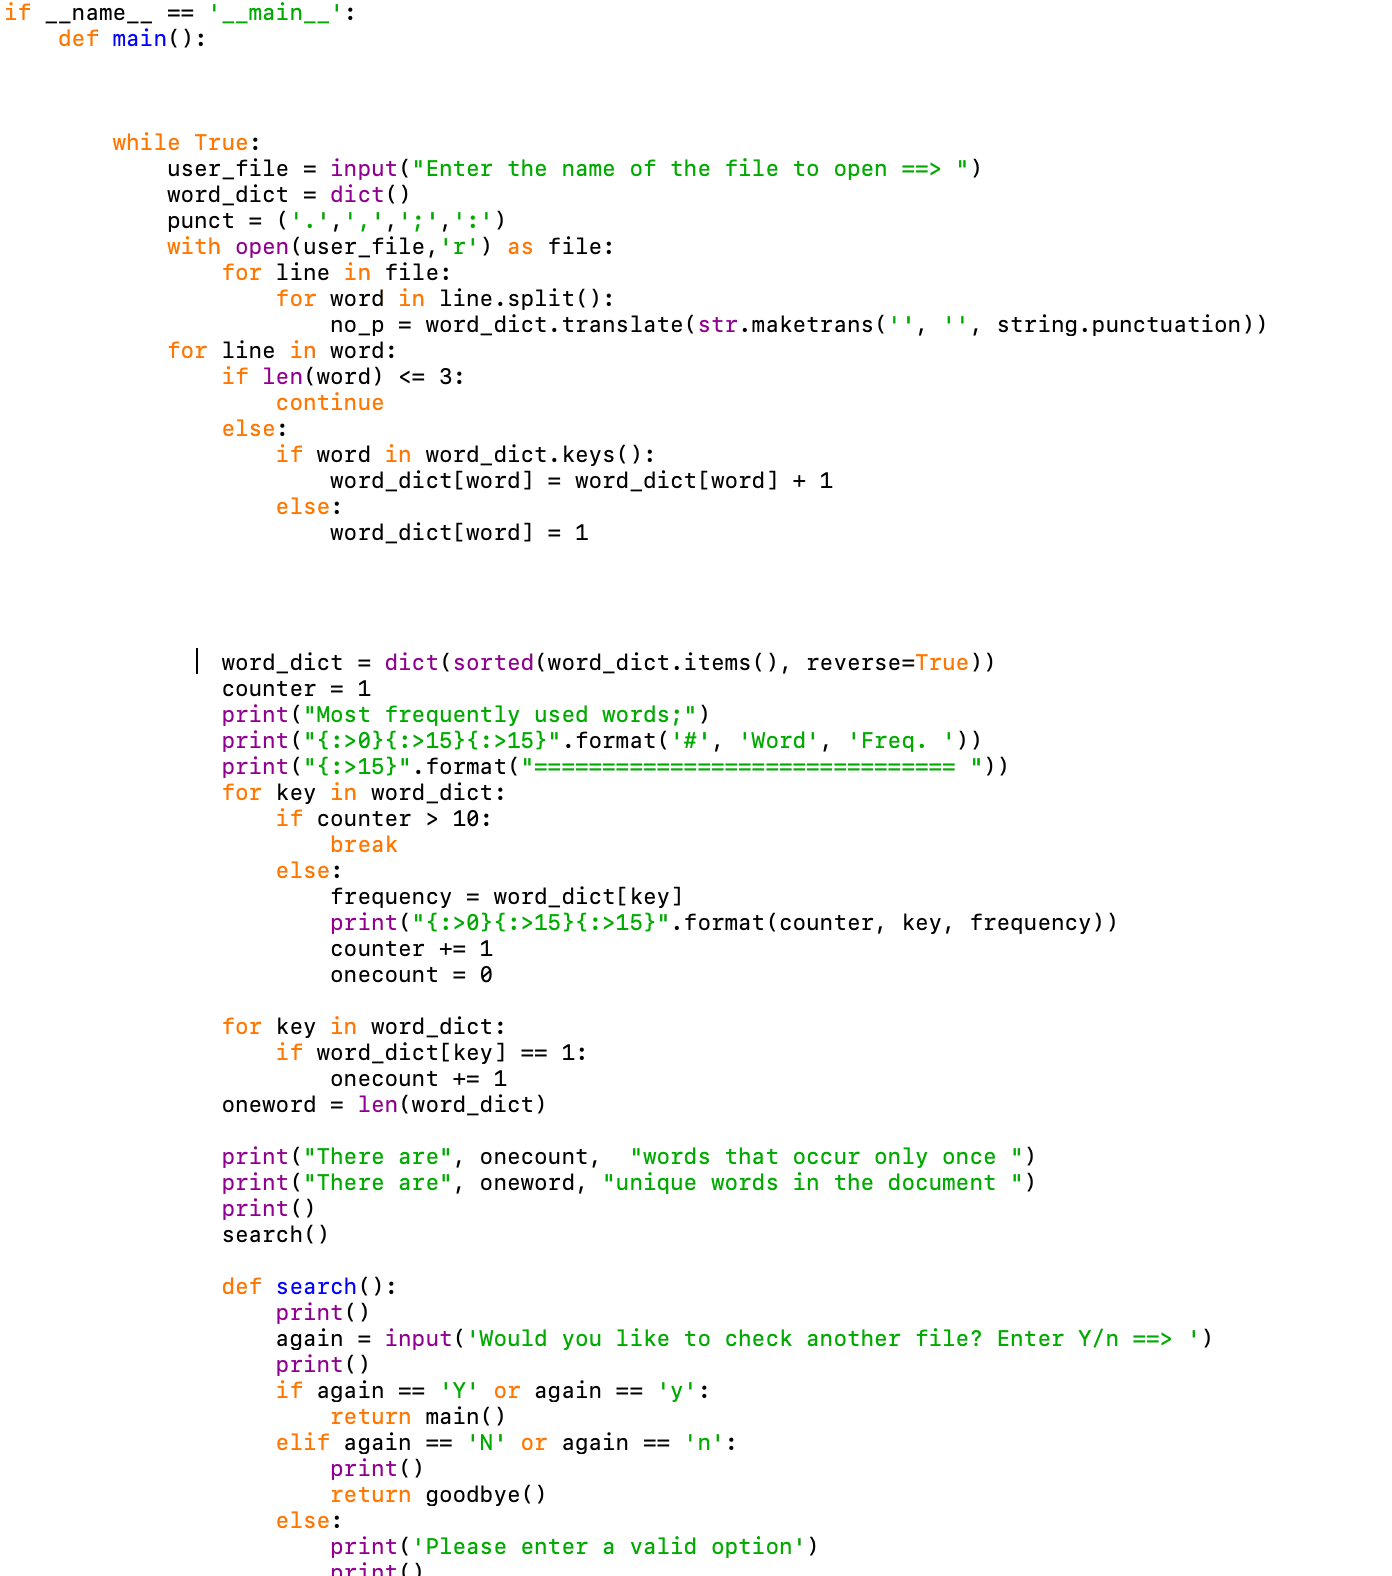 if __name__ == '__main__':
    def main():
        while True:
            user_file = input("Enter the name of the file to open ==> ")
            word_dict = dict()
            punct = ('.',',',';',':')
            with open(user_file,'r') as file:
                for line in file:
                    for word in line.split():
                        no_p = word_dict.translate(str.maketrans('', '', string.punctuation))
            for line in word:
                if len(word) <= 3:
                    continue
                else:
                    if word in word_dict.keys():
                        word_dict[word] = word_dict[word] + 1
                    else:
                        word_dict[word] = 1
                word_dict = dict(sorted(word_dict.items(), reverse=True))
                counter = 1
                print("Most frequently used words;")
                print("{:>0}{:>15}{:>15}".format('#', 'Word', 'Freq. '))
                print("{:>15}".format("=============================== "))
                for key in word_dict:
                    if counter > 10:
                        break
                    else:
                        frequency = word_dict[key]
                        print("{:>0}{:>15}{:>15}".format(counter, key, frequency))
                        counter += 1
                        onecount = 0
                for key in word_dict:
                    if word_dict[key] == 1:
                        onecount += 1
                oneword = len(word_dict)
                print("There are", onecount,  "words that occur only once ")
                print("There are", oneword, "unique words in the document ")
                print()
                search()
                def search():
                    print()
                    again = input('Would you like to check another file? Enter Y/n ==> ')
                    print()
                    if again == 'Y' or again == 'y':
                        return main()
                    elif again == 'N' or again == 'n':
                        print()
                        return goodbye()
                    else:
                        print('Please enter a valid option')
                        print()